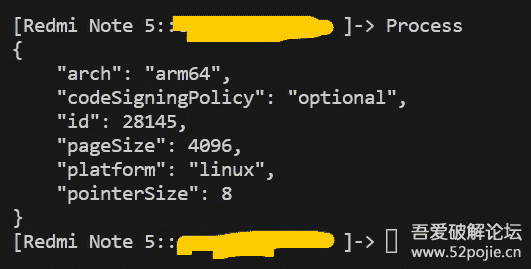 [Redmi Note 5:: ]-> Process
{
    "arch": "arm64",
    "codeSigningPolicy": "optional",
    "id": 28145,
    "pageSize": 4096,
    "platform": "linux",
    "pointerSize": 8
}
[Redmi Note 5:: ]->
吾爱破解论坛
www.52pojie.cn